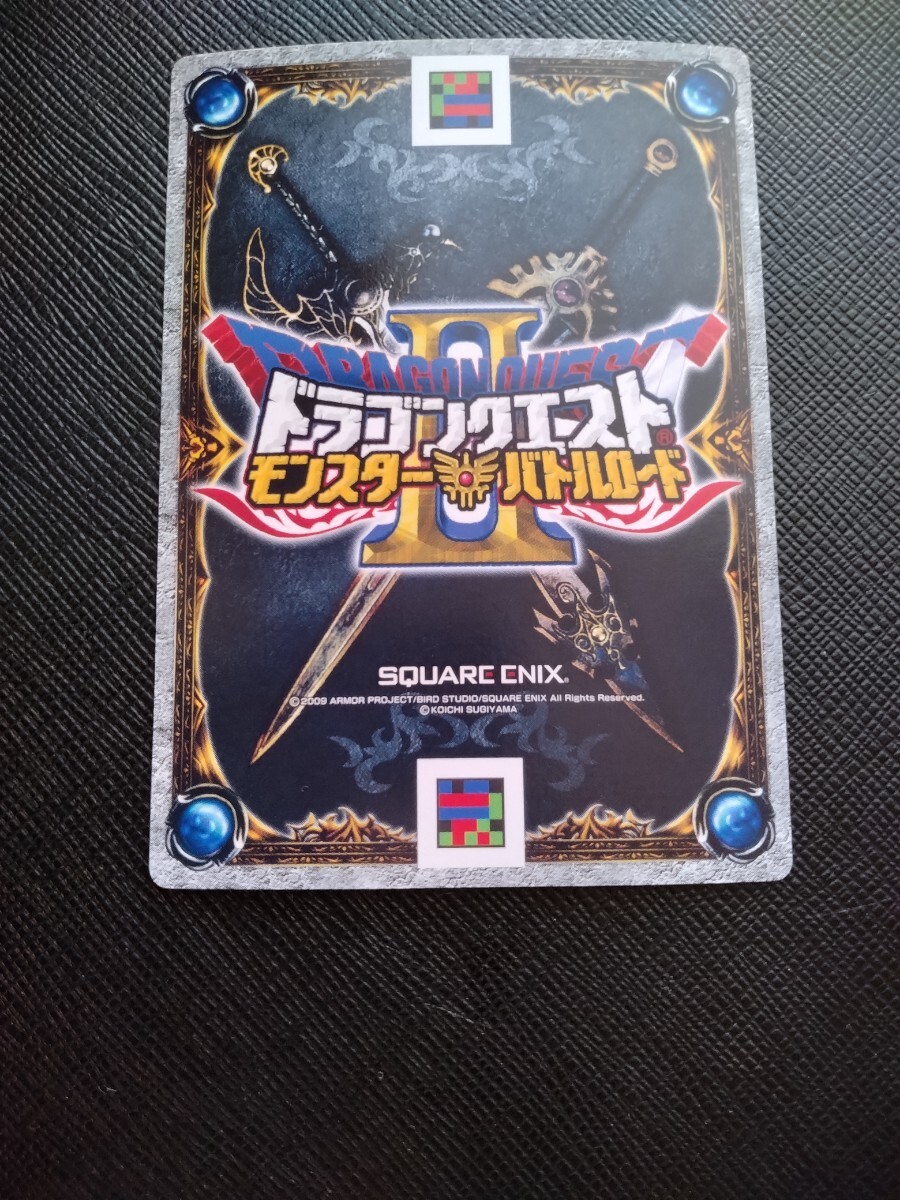 DRAGON QUEST
II
ドラゴンクエスト®
モンスター バトルロード
SQUARE ENIX®
©2009 ARMOR PROJECT/BIRD STUDIO/SQUARE ENIX All Rights Reserved.
©KOICHI SUGIYAMA